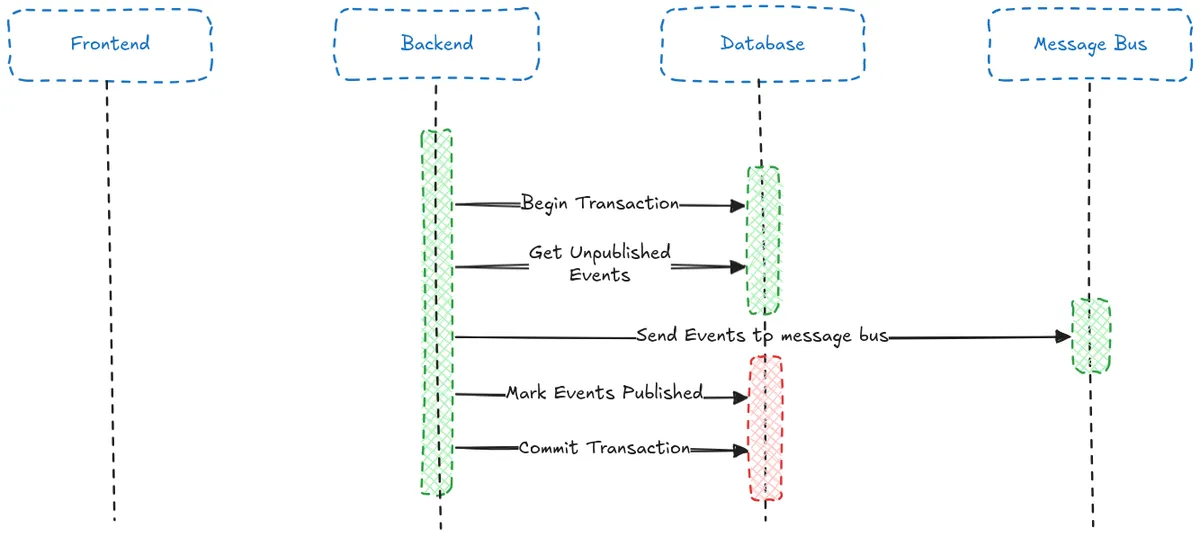 Frontend
Backend
Database
Message Bus
Begin Transaction
Get Unpublished
Events
Send Events to message bus
Mark Events Published
Commit Transaction